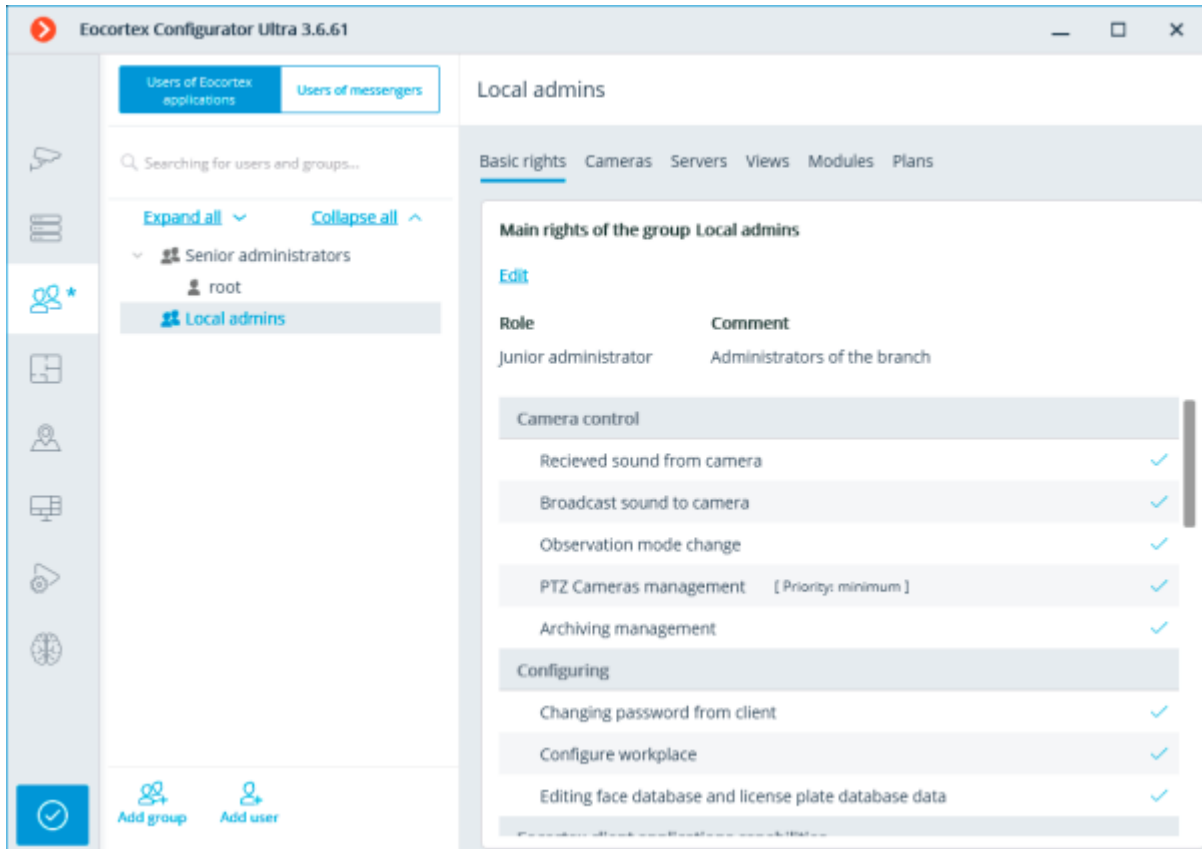 Eocortex Configurator Ultra 3.6.61
Users of Eocortex
applications
Users of messengers
Searching for users and groups...
Expand all
Collapse all
Senior administrators
root
Local admins
Add group
Add user
Local admins
Basic rights Cameras Servers Views Modules Plans
Main rights of the group Local admins
Edit
Role Comment
Junior administrator Administrators of the branch
Camera control
Recieved sound from camera
Broadcast sound to camera
Observation mode change
PTZ Cameras management [ Priority: minimum ]
Archiving management
Configuring
Changing password from client
Configure workplace
Editing face database and license plate database data
Eocortex client applications capabilities